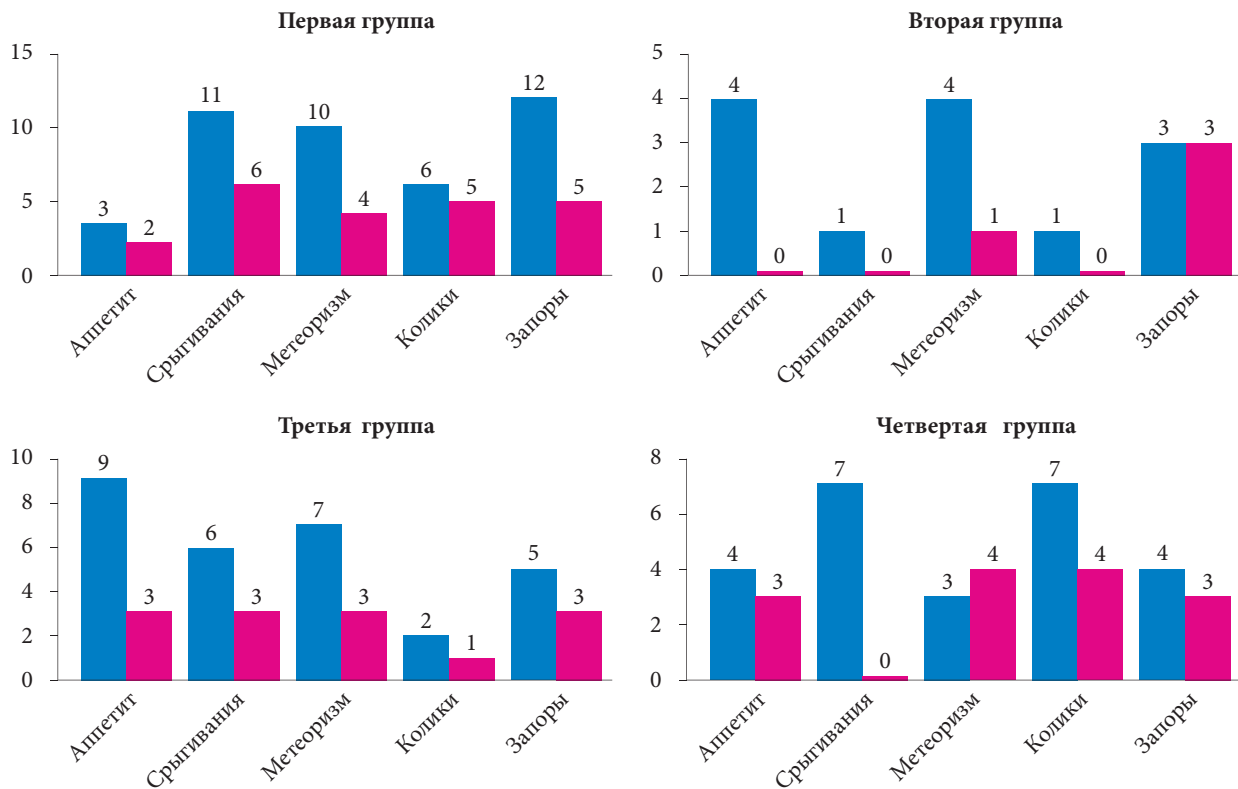 Первая группа
15
10
5
0
3
2
11
6
10
4
6
5
12
5
Аппетит
Срыгивания
Метеоризм
Колики
Запоры
Вторая группа
5
4
3
2
1
0
4
0
1
0
4
1
1
0
3
3
Аппетит
Срыгивания
Метеоризм
Колики
Запоры
Третья группа
10
8
6
4
2
0
9
3
6
3
7
3
2
1
5
3
Аппетит
Срыгивания
Метеоризм
Колики
Запоры
Четвертая группа
8
6
4
2
0
4
3
7
0
3
4
7
4
4
3
Аппетит
Срыгивания
Метеоризм
Колики
Запоры